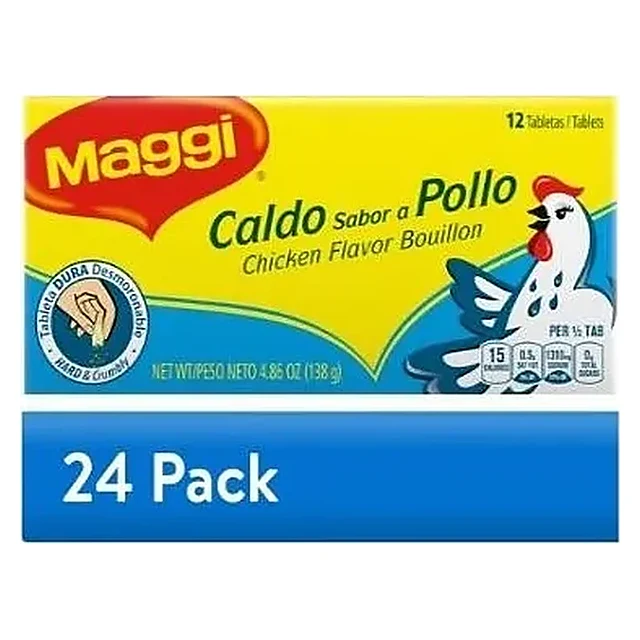 Maggi
®
12 Tabletas / Tablets
Caldo Sabor a Pollo
Chicken Flavor Bouillon
Tableta DURA Desmoronable
HARD & Crumbly
NET WT/PESO NETO 4.86 OZ (138 g)
PER ½ TAB
15 CALORIES
0.5g SAT FAT
1310mg SODIUM
0g TOTAL SUGARS
24 Pack